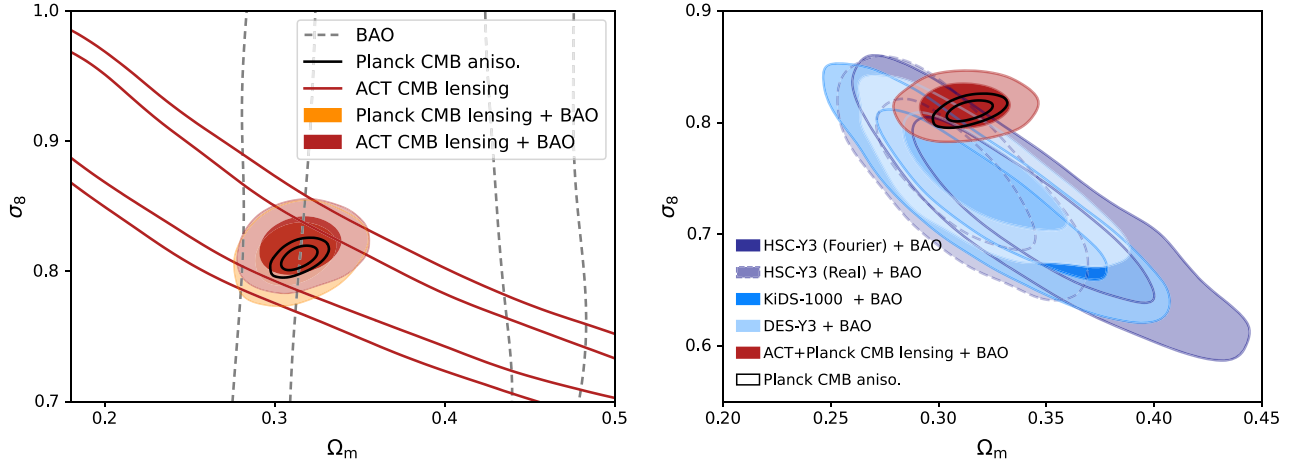 1.0
0.9
0.8
0.7
σ8
0.2
0.3
0.4
0.5
Ωm
BAO
Planck CMB aniso.
ACT CMB lensing
Planck CMB lensing + BAO
ACT CMB lensing + BAO
0.9
0.8
0.7
0.6
σ8
0.20
0.25
0.30
0.35
0.40
0.45
Ωm
HSC-Y3 (Fourier) + BAO
HSC-Y3 (Real) + BAO
KiDS-1000 + BAO
DES-Y3 + BAO
ACT+Planck CMB lensing + BAO
Planck CMB aniso.